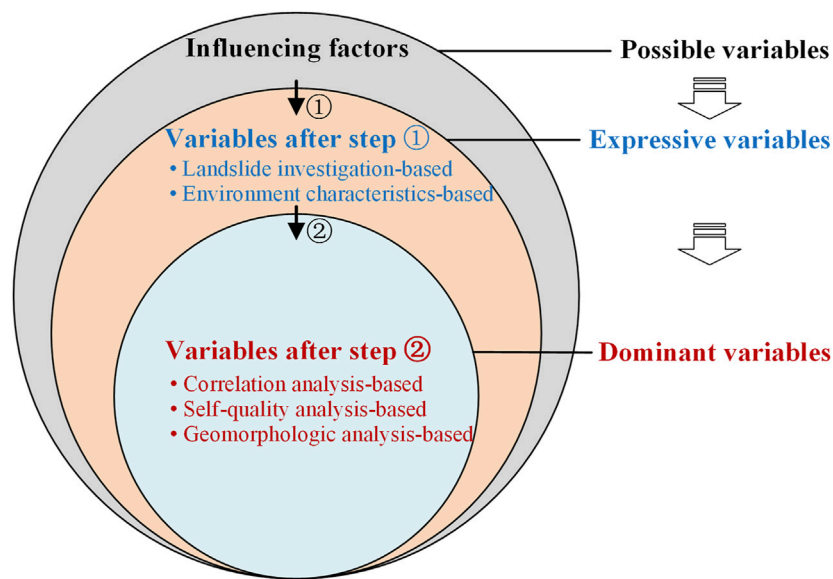 Influencing factors
Possible variables
①
Variables after step ①
Expressive variables
• Landslide investigation-based
• Environment characteristics-based
②
Variables after step ②
Dominant variables
• Correlation analysis-based
• Self-quality analysis-based
• Geomorphologic analysis-based